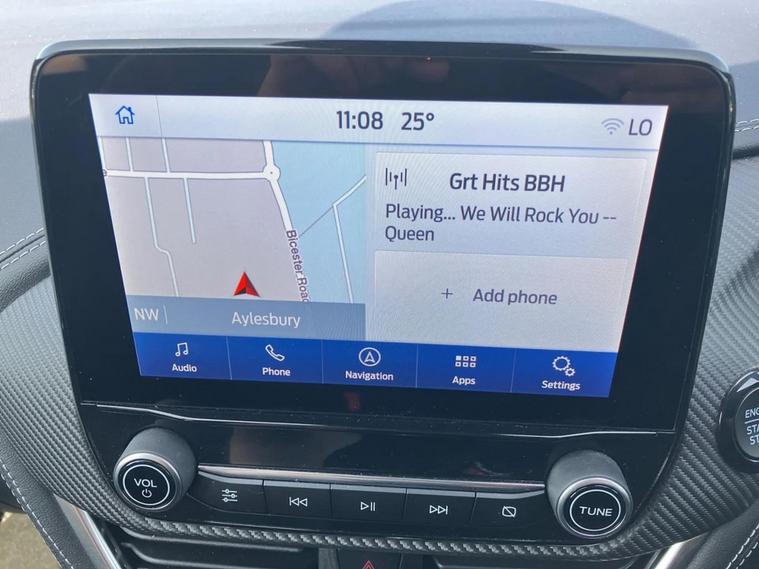 11:08 25° LO
Grt Hits BBH
Playing... We Will Rock You --
Queen
Bicester Road
+ Add phone
NW Aylesbury
Audio Phone Navigation Apps Settings
VOL
TUNE